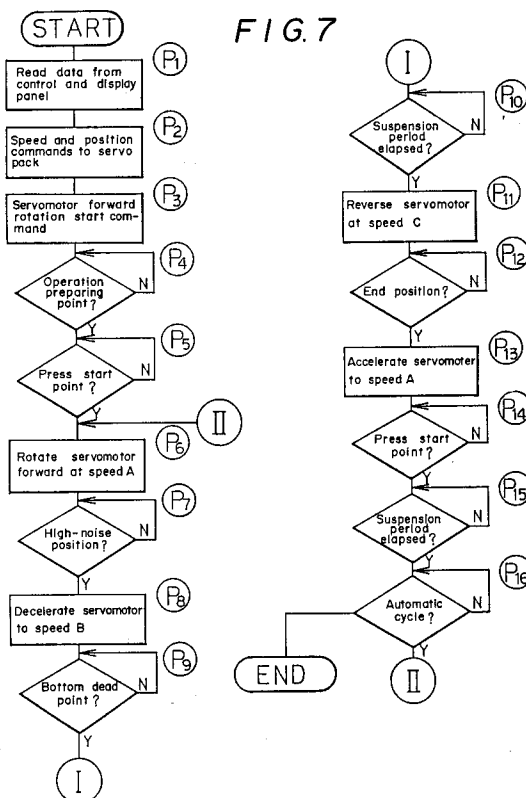 FIG. 7
START
P1
Read data from
control and display
panel
P2
Speed and position
commands to servo
pack
P3
Servomotor forward
rotation start com-
mand
P4
Operation
preparing
point?
N
Y
P5
Press start
point?
N
Y
II
P6
Rotate servomotor
forward at speed A
P7
High-noise
position?
N
Y
P8
Decelerate servomotor
to speed B
P9
Bottom dead
point?
N
Y
I
I
P10
Suspension
period
elapsed?
N
Y
P11
Reverse servomotor
at speed C
P12
End position?
N
Y
P13
Accelerate servomoter
to speed A
P14
Press start
point?
N
Y
P15
Suspension
period
elapsed?
N
Y
P16
Automatic
cycle?
N
Y
END
II